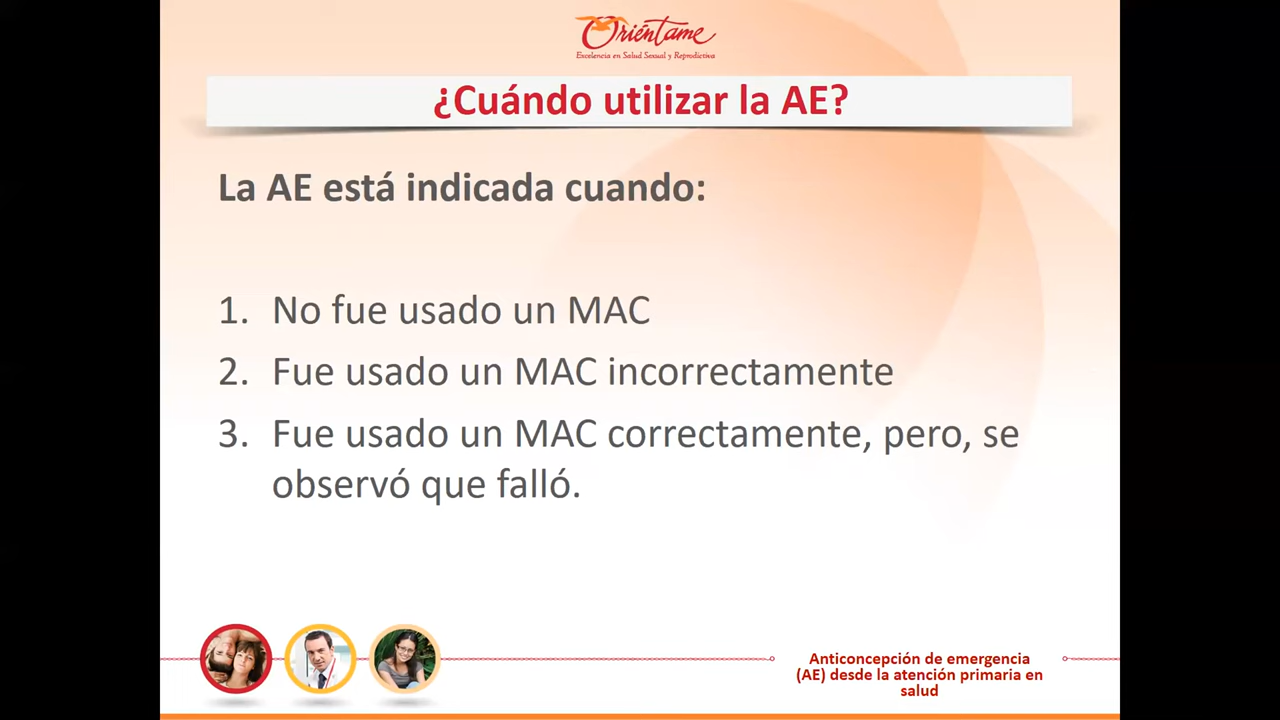 Oriéntame
Excelencia en Salud Sexual y Reproductiva
¿Cuándo utilizar la AE?
La AE está indicada cuando:
1. No fue usado un MAC
2. Fue usado un MAC incorrectamente
3. Fue usado un MAC correctamente, pero, se
observó que falló.
Anticoncepción de emergencia
(AE) desde la atención primaria en
salud